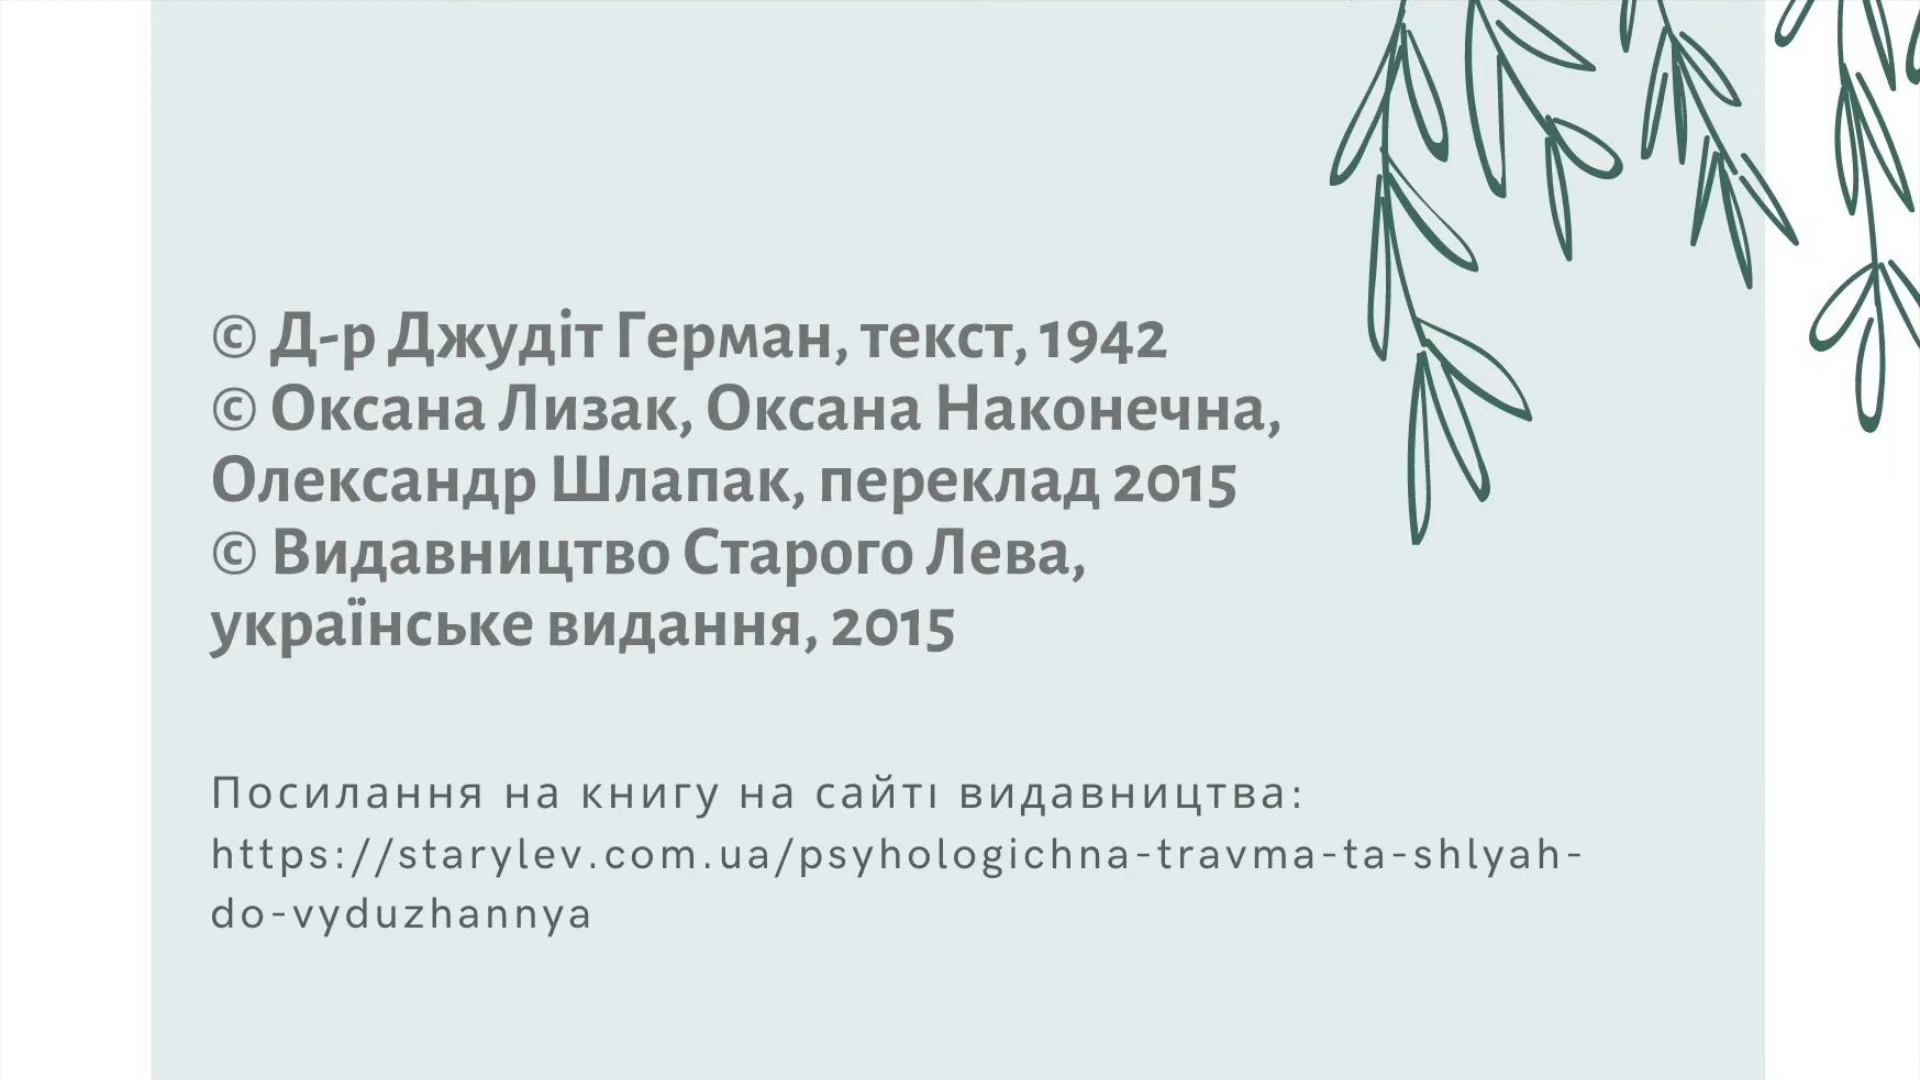 © Д-р Джудіт Герман, текст, 1942
© Оксана Лизак, Оксана Наконечна,
Олександр Шлапак, переклад 2015
© Видавництво Старого Лева,
українське видання, 2015
Посилання на книгу на сайті видавництва:
https://starylev.com.ua/psyhologichna-travma-ta-shlyah-
do-vyduzhannya